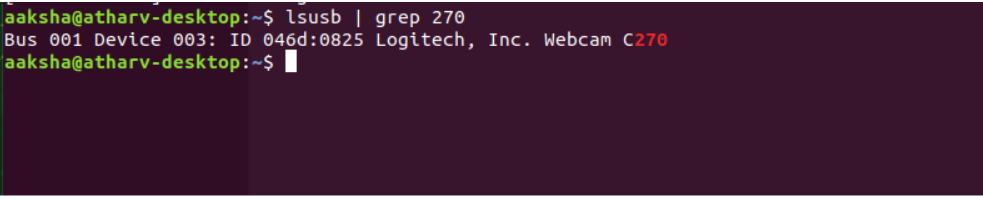 aaksha@atharv-desktop:~$ lsusb | grep 270
Bus 001 Device 003: ID 046d:0825 Logitech, Inc. Webcam C270
aaksha@atharv-desktop:~$